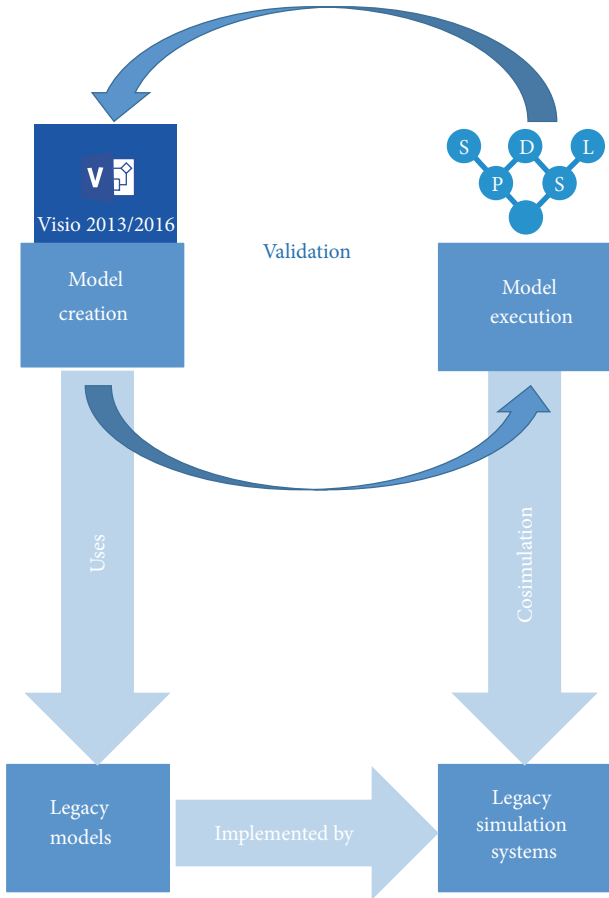 S D L
P S
V
Visio 2013/2016
Validation
Model
creation
Model
execution
Uses
Cosimulation
Legacy
models
Implemented by
Legacy
simulation
systems